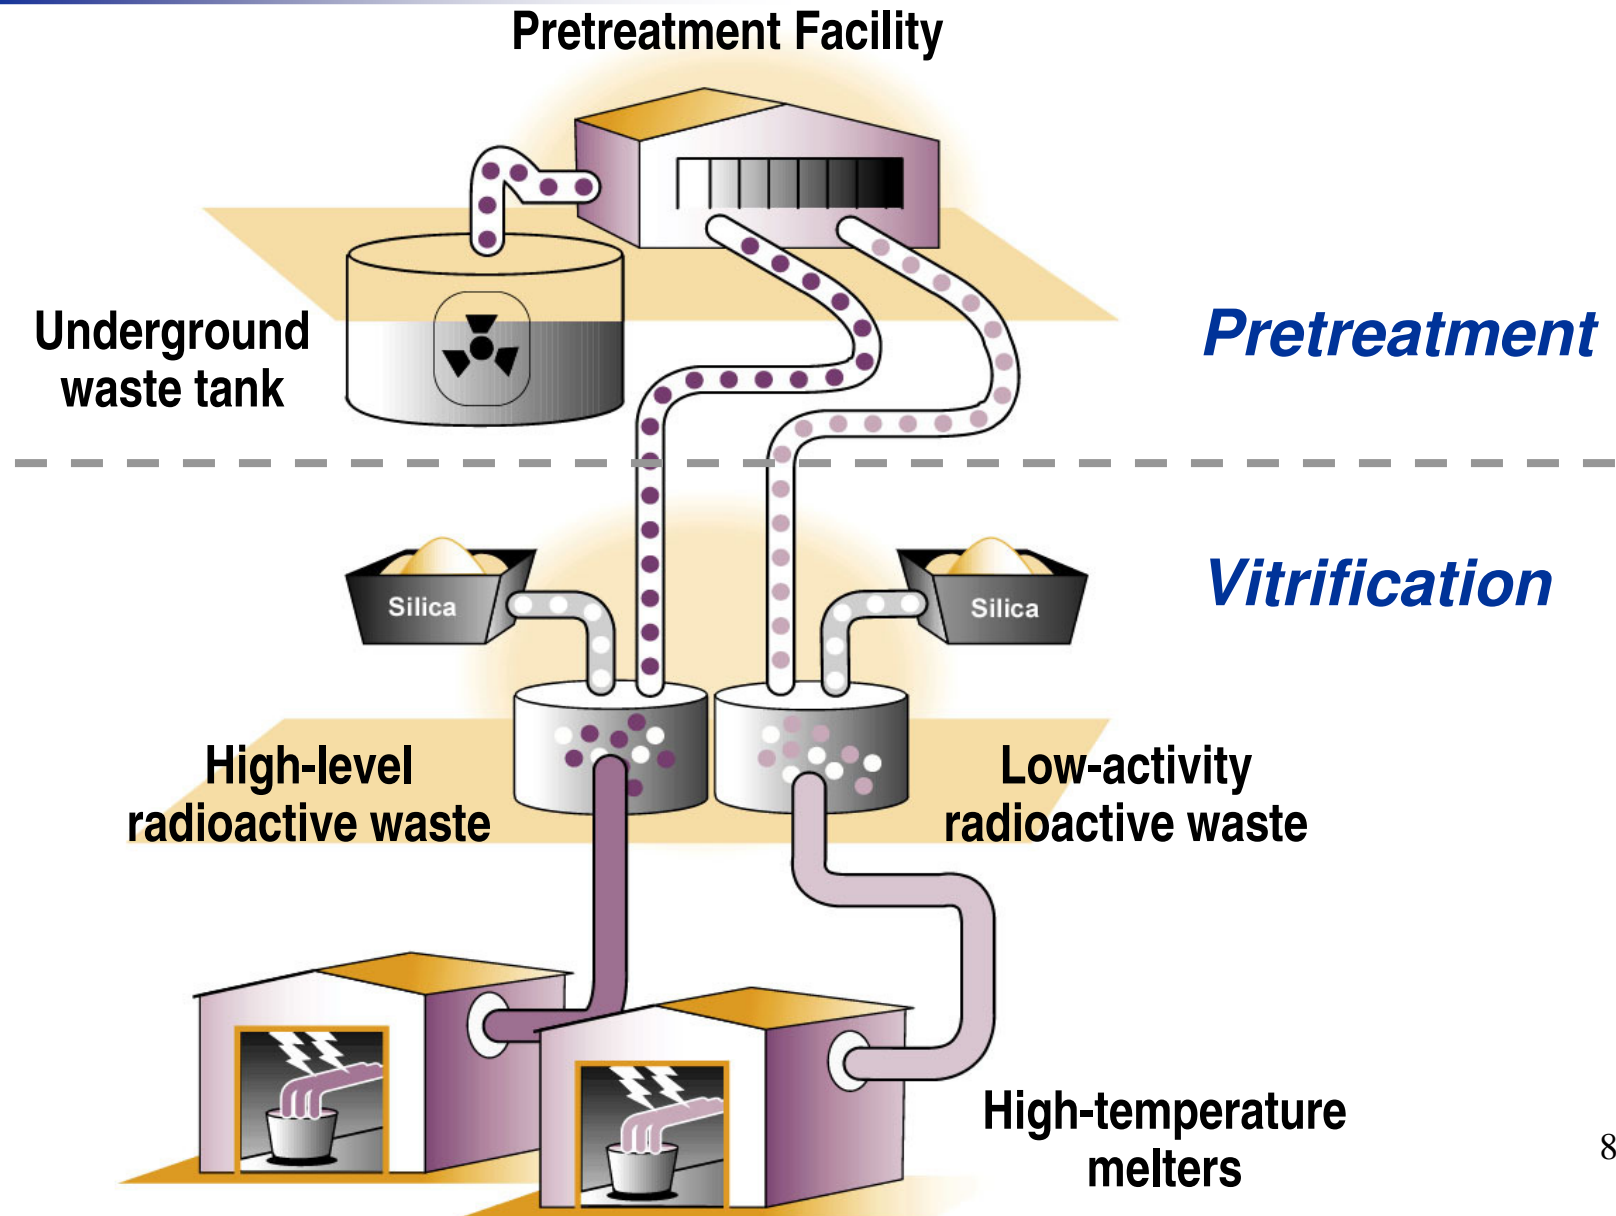 Pretreatment Facility
Underground
waste tank
Pretreatment
Silica
Silica
Vitrification
High-level
radioactive waste
Low-activity
radioactive waste
High-temperature
melters
8